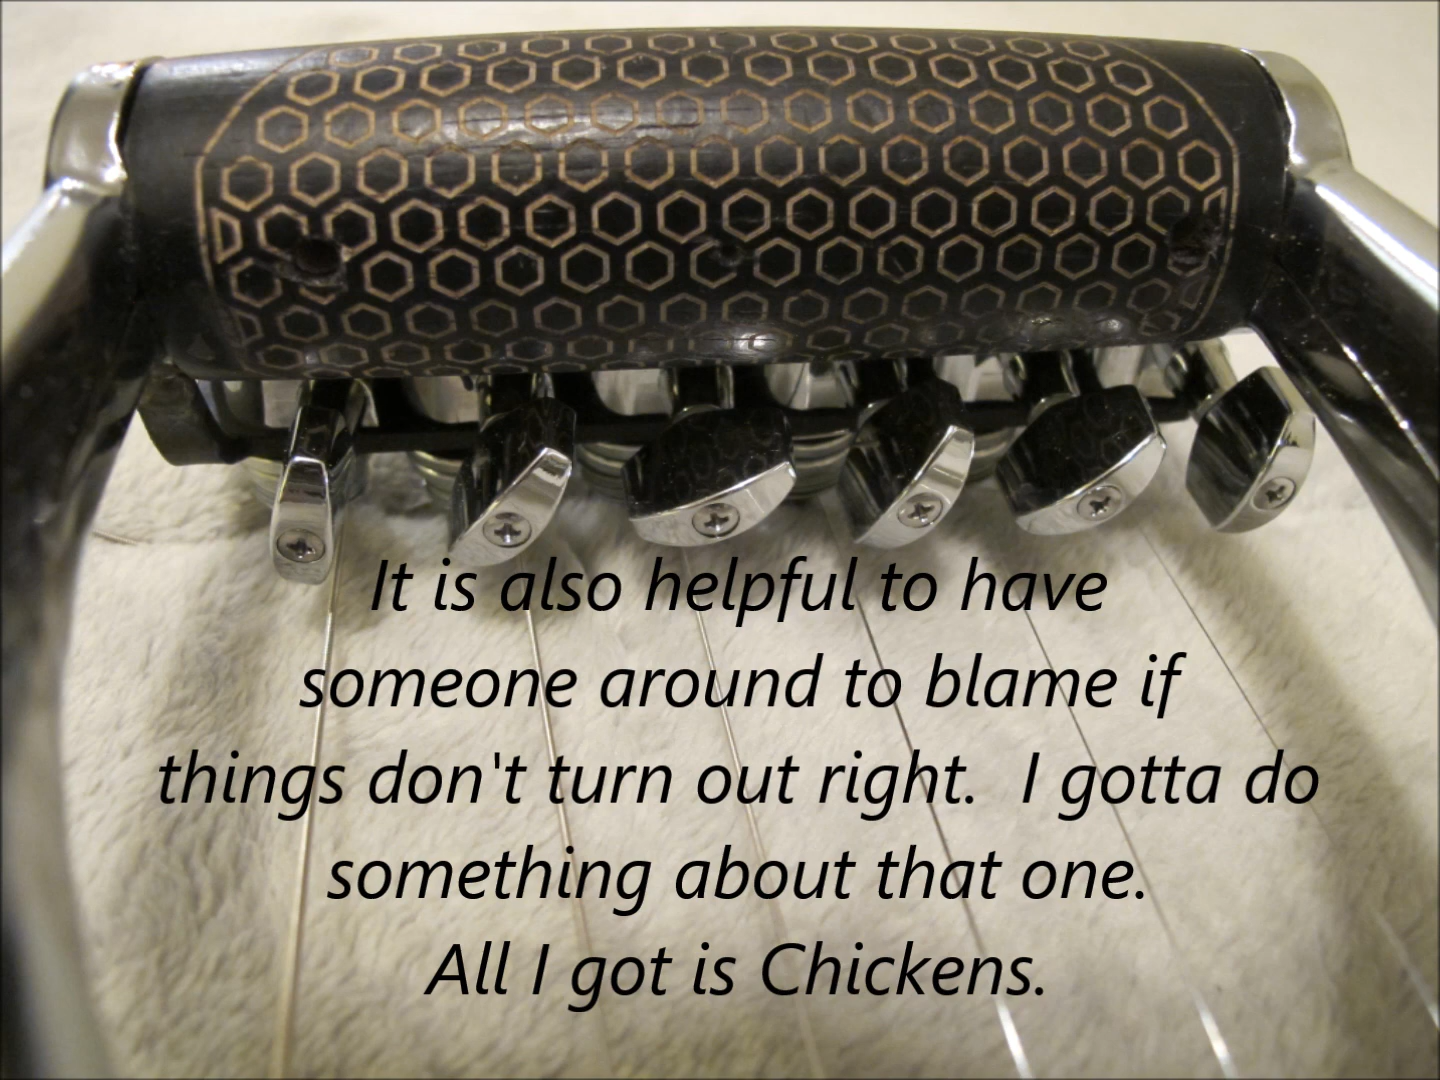 It is also helpful to have
someone around to blame if
things don't turn out right.  I gotta do
something about that one.
All I got is Chickens.